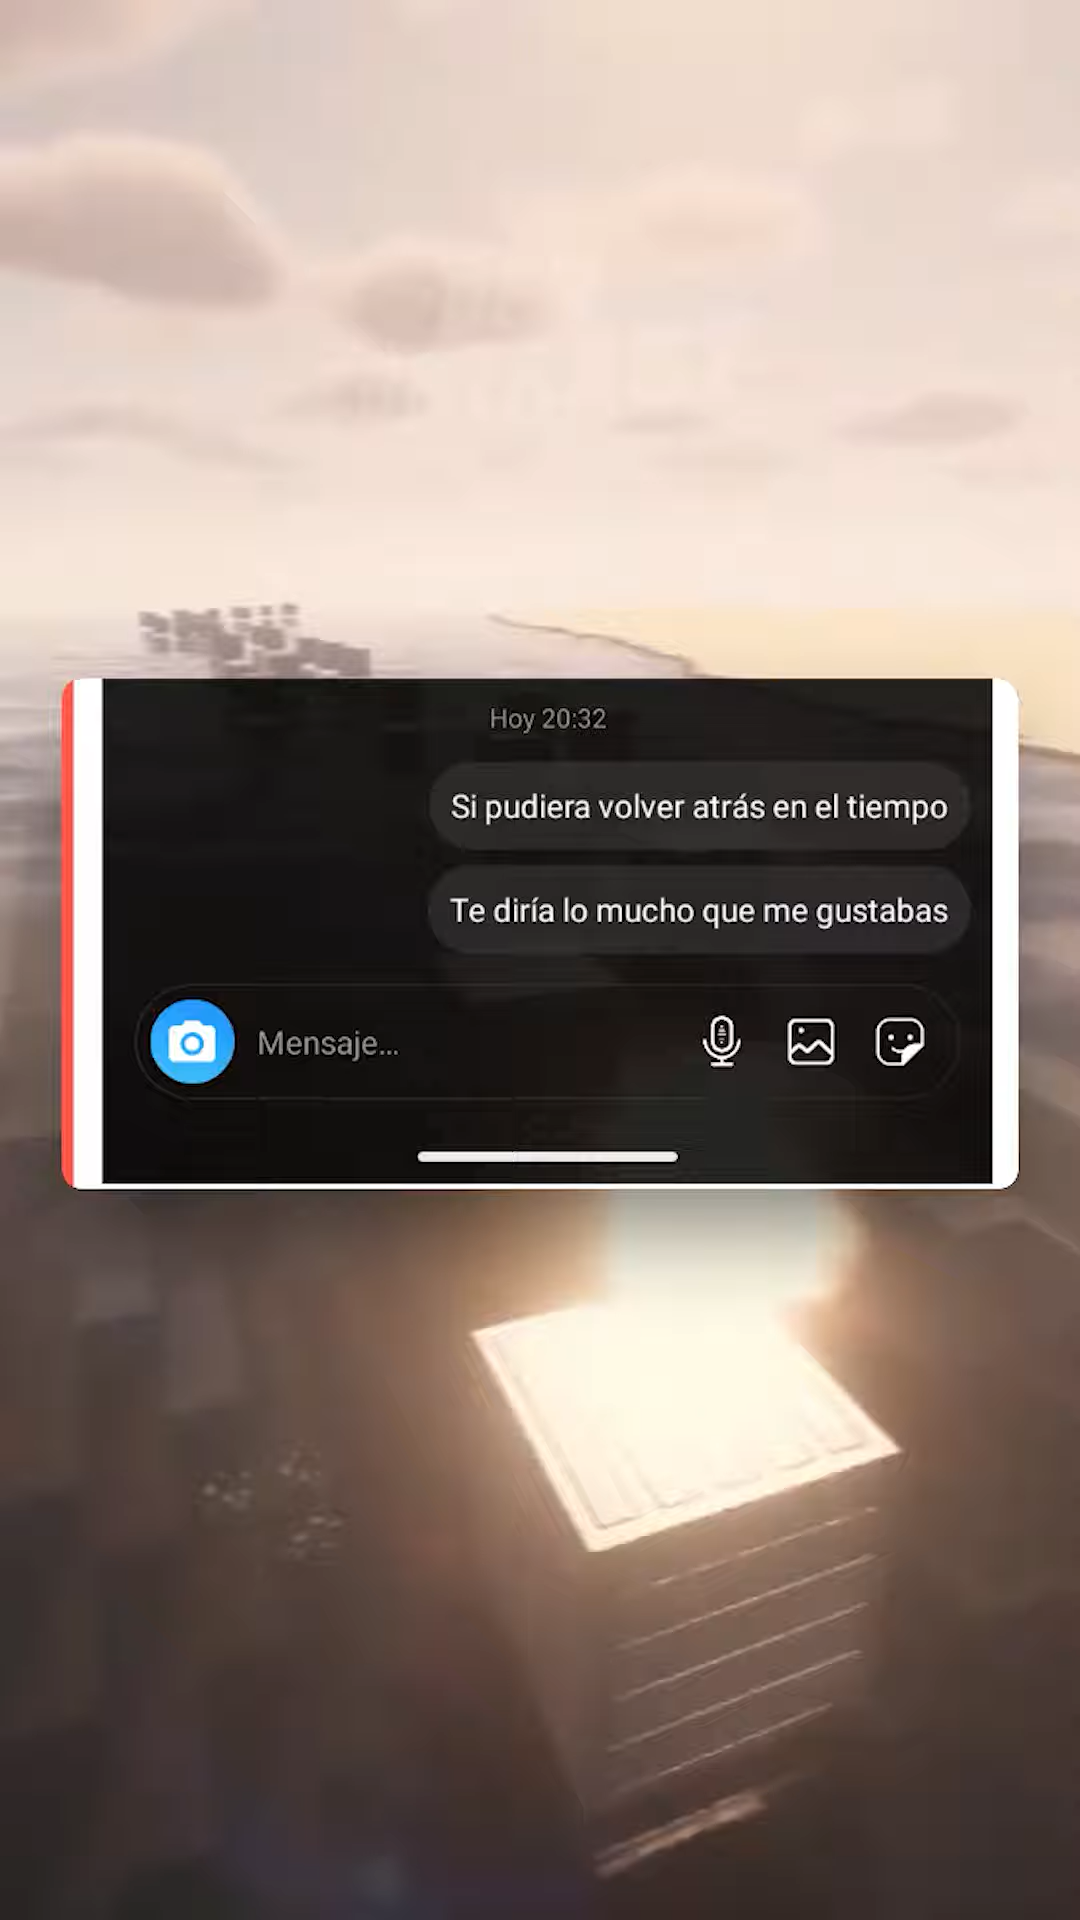 Hoy 20:32
Si pudiera volver atrás en el tiempo
Te diría lo mucho que me gustabas
Mensaje...